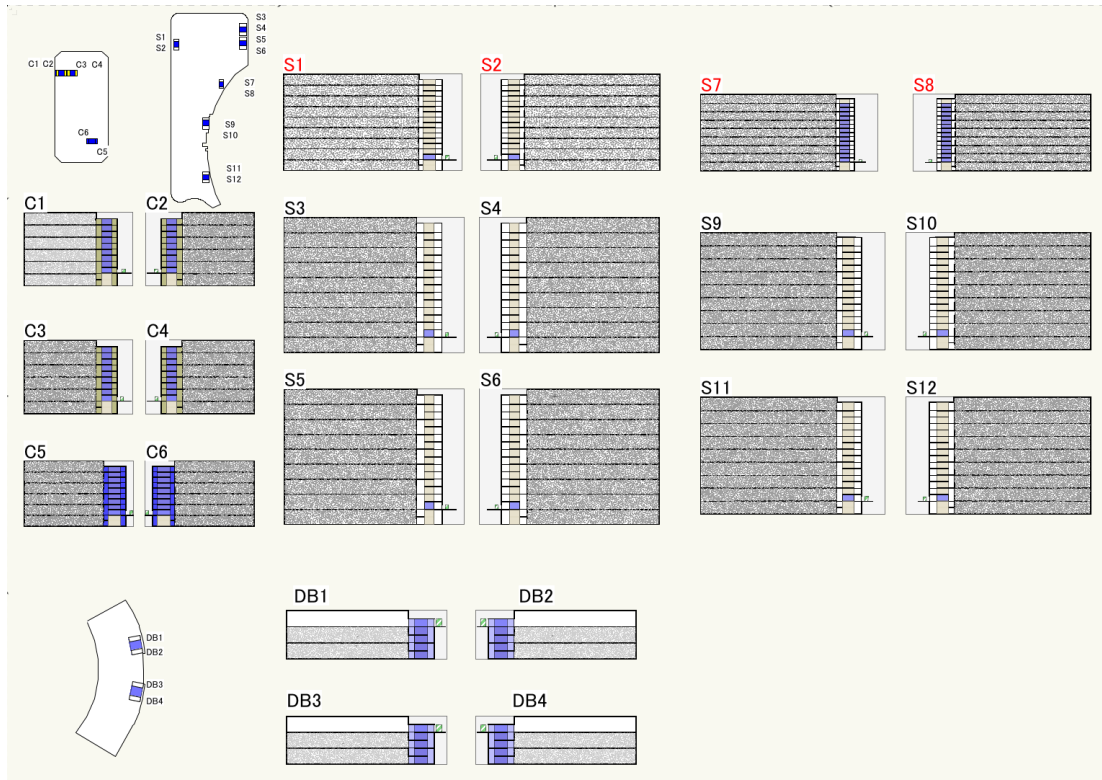 S3
S4
S5
S6
S1
S2
C1 C2 C3 C4
S7
S8
C6
C5
S9
S10
S11
S12
S1
S2
S7
S8
C1
C2
S3
S4
S9
S10
C3
C4
S5
S6
S11
S12
C5
C6
DB1
DB2
DB1
DB2
DB3
DB4
DB3
DB4